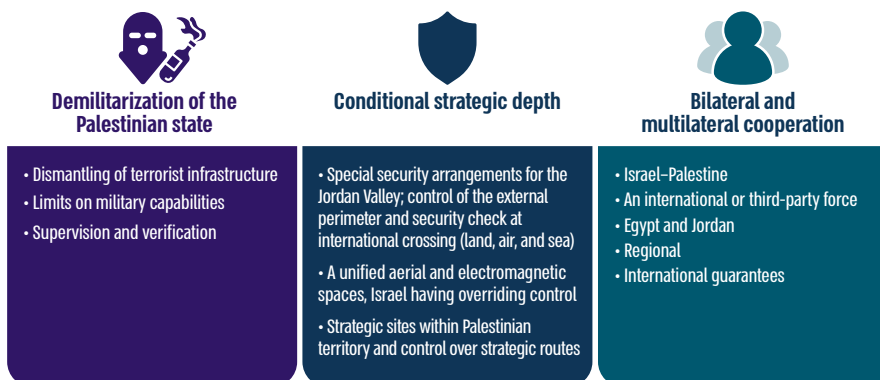 Demilitarization of the
Palestinian state
• Dismantling of terrorist infrastructure
• Limits on military capabilities
• Supervision and verification
Conditional strategic depth
• Special security arrangements for the
Jordan Valley; control of the external
perimeter and security check at
international crossing (land, air, and sea)
• A unified aerial and electromagnetic
spaces, Israel having overriding control
• Strategic sites within Palestinian
territory and control over strategic routes
Bilateral and
multilateral cooperation
• Israel–Palestine
• An international or third-party force
• Egypt and Jordan
• Regional
• International guarantees